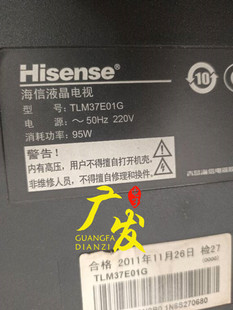 Hisense®
海信液晶电视
型 号: TLM37E01G
电 源: ～50Hz 220V
消耗功率: 95W
10
警告!
内有高压,用户不得擅自打开机壳。
非维修人员,不得擅自修理和换件。
广发
GUANGFA
DIANZI
合格 2011年11月26日 检27
TLM37E01G